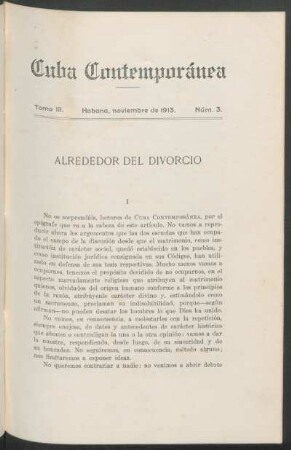 Cuba Contemporánea
Tomo III. Habana, noviembre de 1913. Núm. 3.
ALREDEDOR DEL DIVORCIO
I
No os sorprendáis, lectores de CUBA CONTEMPORÁNEA, por el
epígrafe que va a la cabeza de este artículo. No vamos a repro-
ducir ahora los argumentos que las dos escuelas que han ocupa-
do el campo de la discusión desde que el matrimonio, como insti-
tución de carácter social, quedó establecido en los pueblos, y
como institución jurídica consignada en sus Códigos, han utili-
zado en defensa de sus tesis respectivas. Mucho menos vamos a
ocuparnos, tenemos el propósito decidido de no ocuparnos, en el
aspecto marcadamente religioso que atribuyen al matrimonio
quienes, olvidados del origen humano conforme a los principios
de la razón, atribúyenle carácter divino y, estimándolo como
un sacramento, proclaman su indisolubilidad, porque—según
afirman—no pueden desatar los hombres lo que Dios ha unido.
No vamos, en consecuencia, a molestarlos con la repetición,
siempre enojosa, de datos y antecedentes de carácter histórico
que abonen o contradigan la una o la otra opinión; vamos a dar
la nuestra, respondiendo, desde luego, de su sinceridad y de
su honradez. No seguiremos, en consecuencia, método alguno;
nos limitaremos a exponer ideas.
No queremos contrariar a nadie: no venimos a abrir debate